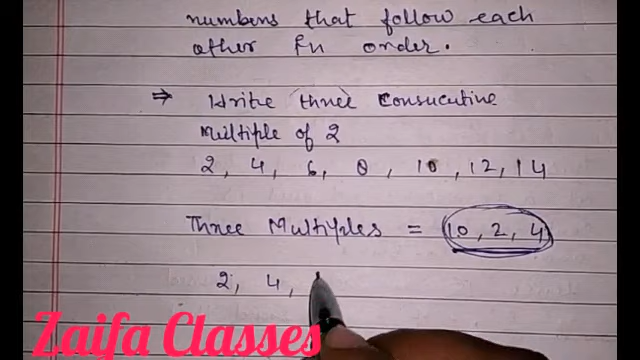 numbers that follow each
other in order.
⇒ Write three consucutine
Multiple of 2
2, 4, 6, 8, 10, 12, 14
Three Multiples = 10, 2, 4
2, 4,
Zaifa Classes